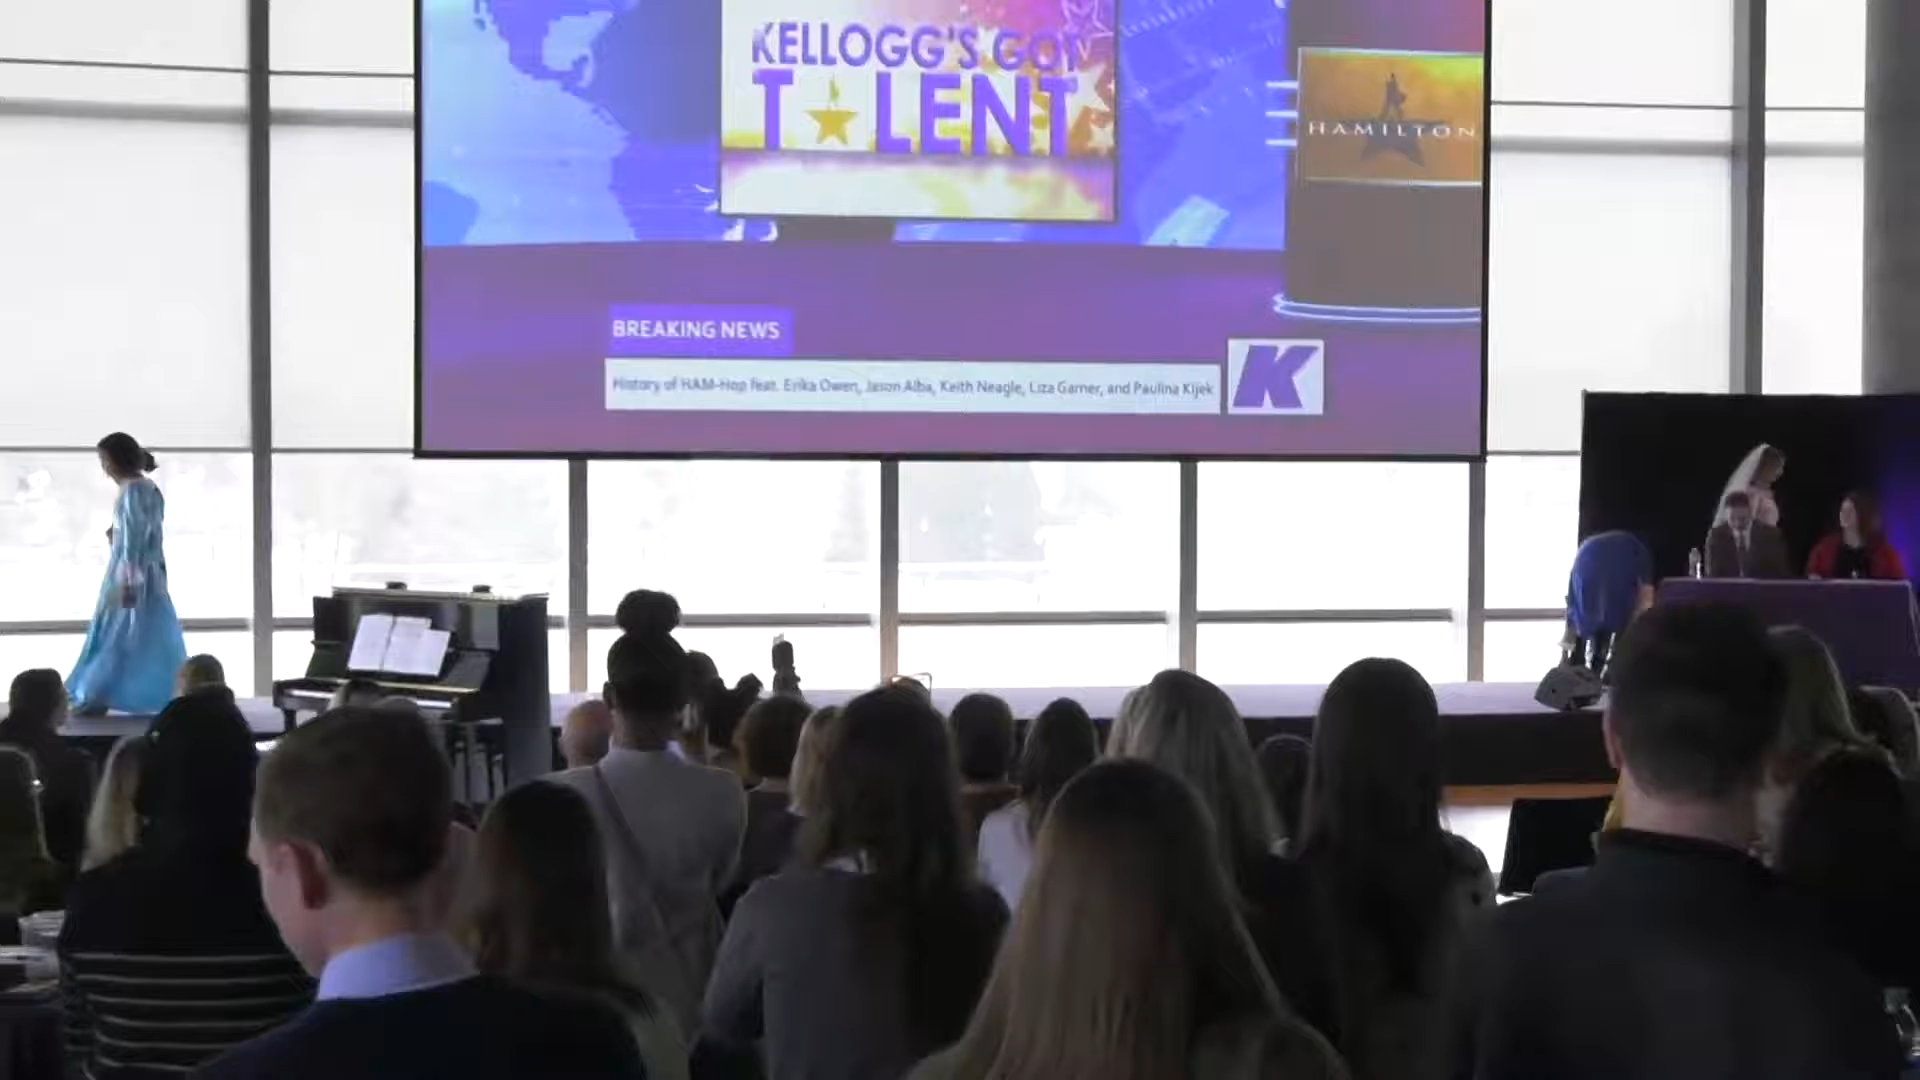 KELLOGG'S GOT
T LENT
HAMILTON
BREAKING NEWS
History of HAM-Hop feat. Erika Owen, Jason Alba, Keith Neagle, Liza Garner, and Paulina Kijek
K